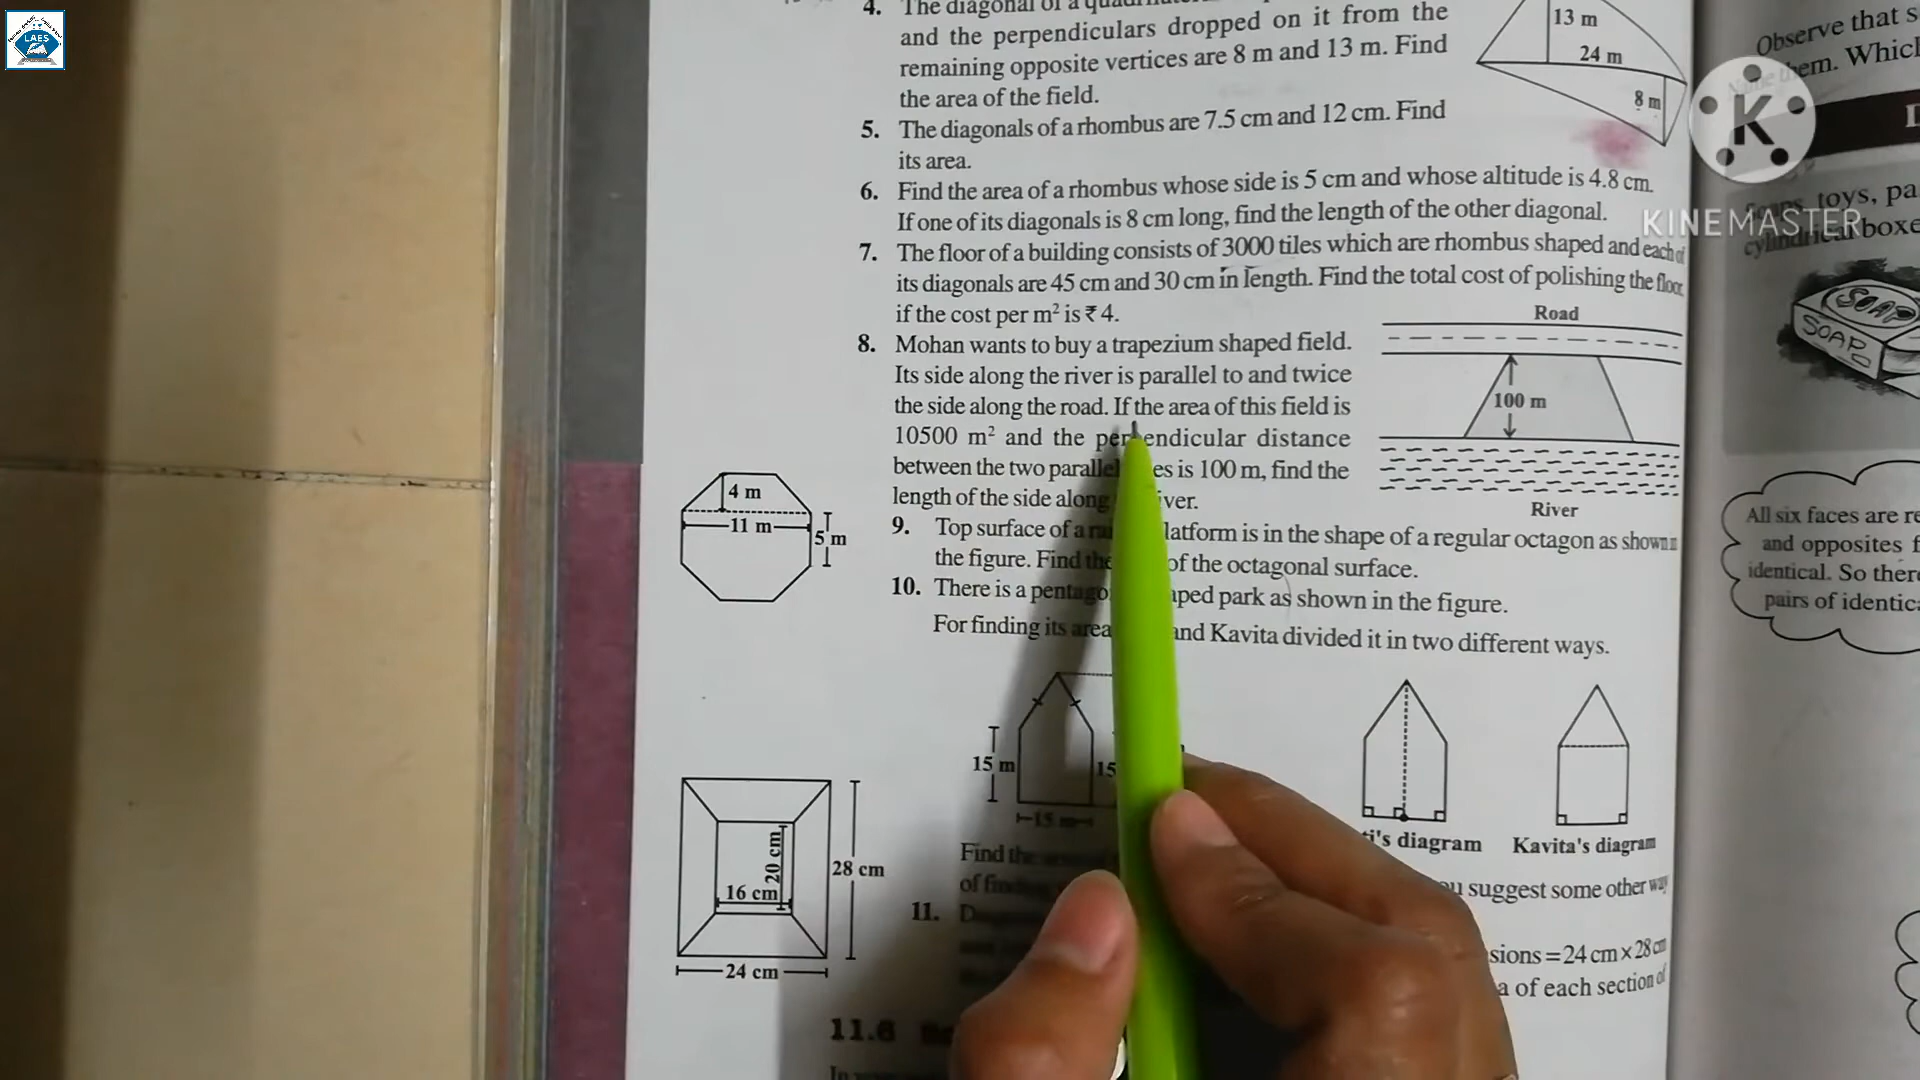 LAES
4. The diagonal of a
and the perpendiculars dropped on it from the
remaining opposite vertices are 8 m and 13 m. Find
the area of the field.
13 m
24 m
8 m
5. The diagonals of a rhombus are 7.5 cm and 12 cm. Find
its area.
6. Find the area of a rhombus whose side is 5 cm and whose altitude is 4.8 cm.
If one of its diagonals is 8 cm long, find the length of the other diagonal.
7. The floor of a building consists of 3000 tiles which are rhombus shaped and each of
its diagonals are 45 cm and 30 cm in length. Find the total cost of polishing the floor,
if the cost per m² is ₹ 4.
8. Mohan wants to buy a trapezium shaped field.
Its side along the river is parallel to and twice
the side along the road. If the area of this field is
10500 m² and the perpendicular distance
between the two parallel is 100 m, find the
length of the side along
Road
100 m
River
4 m
11 m
5 m
9. Top surface of a is in the shape of a regular octagon as shown
the figure. Find the of the octagonal surface.
10. There is a park as shown in the figure.
For finding its area and Kavita divided it in two different ways.
15 m
15
15 m
diagram
Kavita's diagram
Find the
suggest some other way
28 cm
20 cm
16 cm
24 cm
11.
= 24 cm × 28 cm
of each section of
11.6
Observe that
them. Which
toys,
cylindrical boxe
SOAP
SOAP
All six faces are
and opposites
identical. So
pairs of
K
KINEMASTER